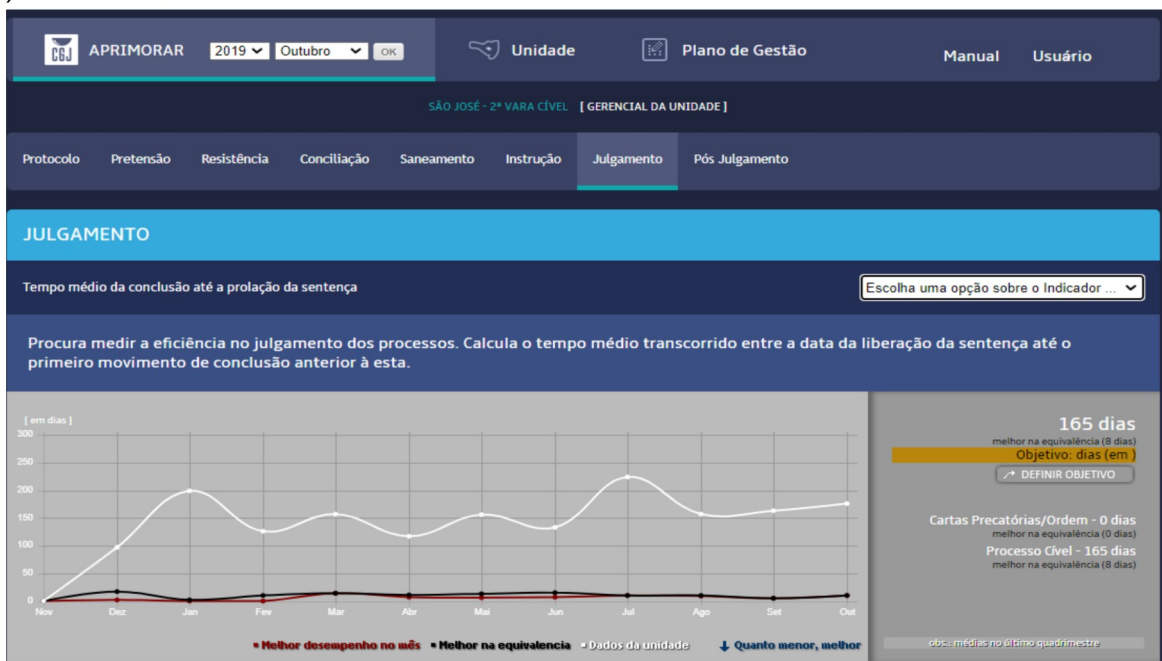 CGJ APRIMORAR 2019 Outubro OK Unidade Plano de Gestão Manual Usuário
SÃO JOSÉ - 2ª VARA CÍVEL [ GERENCIAL DA UNIDADE ]
Protocolo Pretensão Resistência Conciliação Saneamento Instrução Julgamento Pós Julgamento
JULGAMENTO
Tempo médio da conclusão até a prolação da sentença
Escolha uma opção sobre o Indicador ...
Procura medir a eficiência no julgamento dos processos. Calcula o tempo médio transcorrido entre a data da liberação da sentença até o
primeiro movimento de conclusão anterior à esta.
[ em dias ]
300
250
200
150
100
50
0
Nov Dez Jan Fev Mar Abr Mai Jun Jul Ago Set Out
Melhor desempenho no mês Melhor na equivalencia Dados da unidade Quanto menor, melhor
165 dias
melhor na equivalência (8 dias)
Objetivo: dias (em )
DEFINIR OBJETIVO
Cartas Precatórias/Ordem - 0 dias
melhor na equivalência (0 dias)
Processo Cível - 165 dias
melhor na equivalência (8 dias)
obs.: médias no último quadrimestre